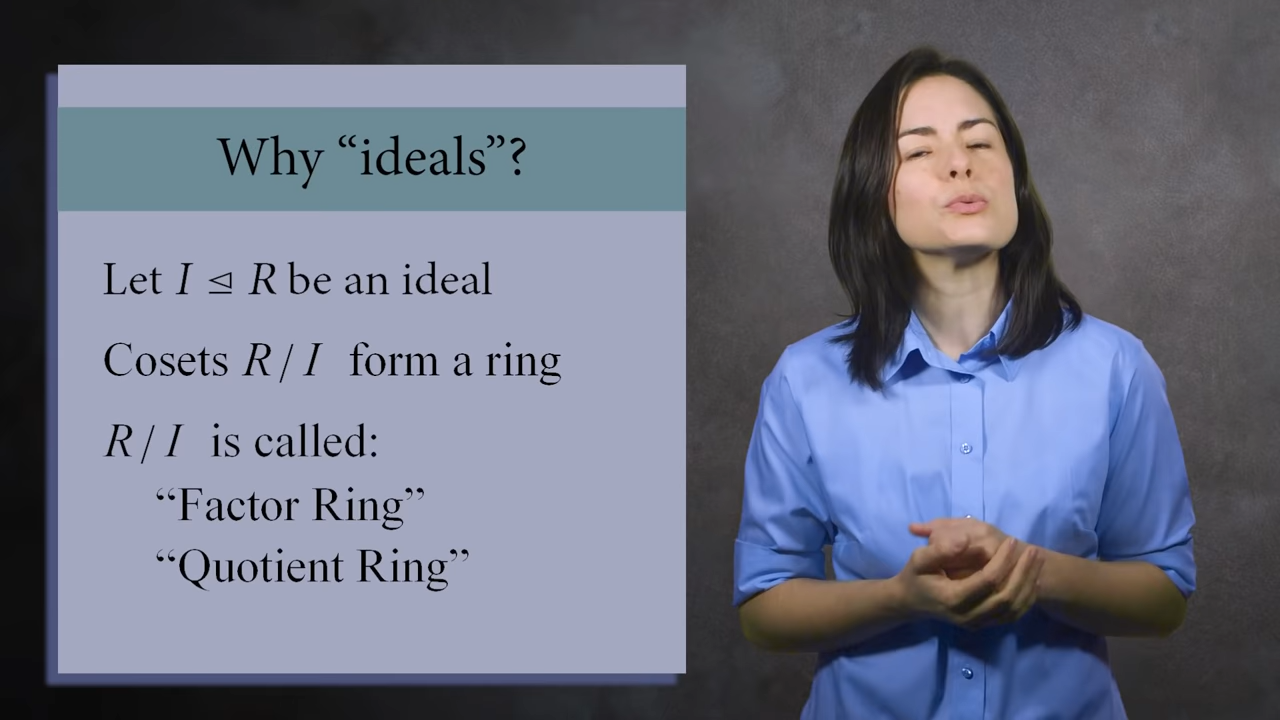 Why “ideals”?
Let I ⊴ R be an ideal
Cosets R / I form a ring
R / I is called:
“Factor Ring”
“Quotient Ring”